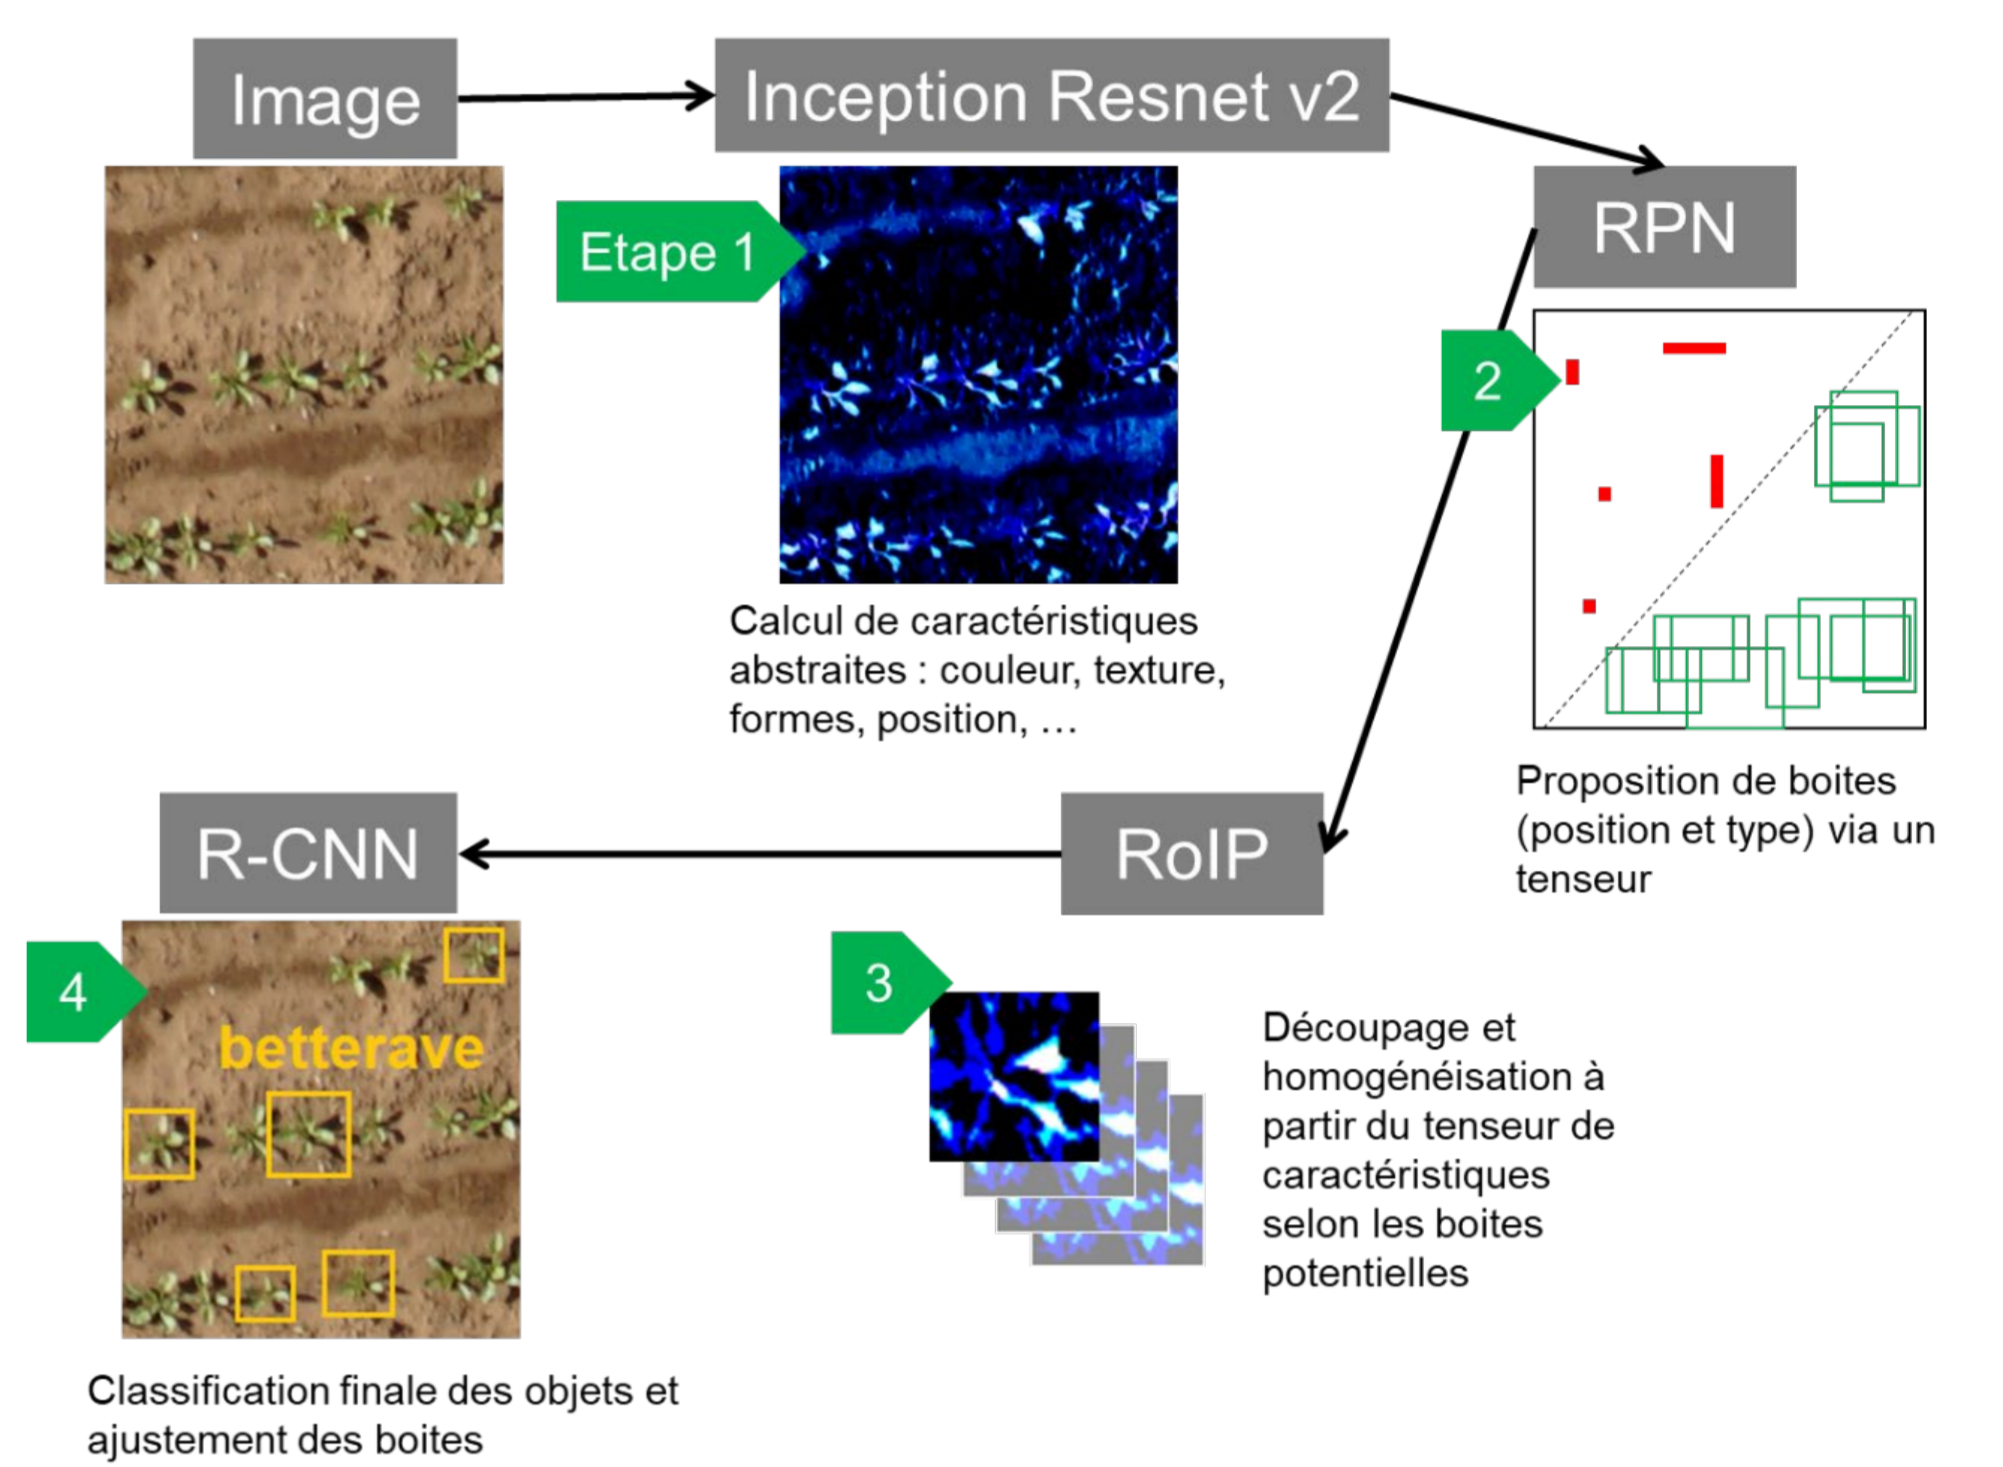 Image
Inception Resnet v2
RPN
Etape 1
2
Calcul de caractéristiques
abstraites : couleur, texture,
formes, position, …
Proposition de boites
(position et type) via un
tenseur
RoIP
R-CNN
4
betterave
3
Découpage et
homogénéisation à
partir du tenseur de
caractéristiques
selon les boites
potentielles
Classification finale des objets et
ajustement des boites